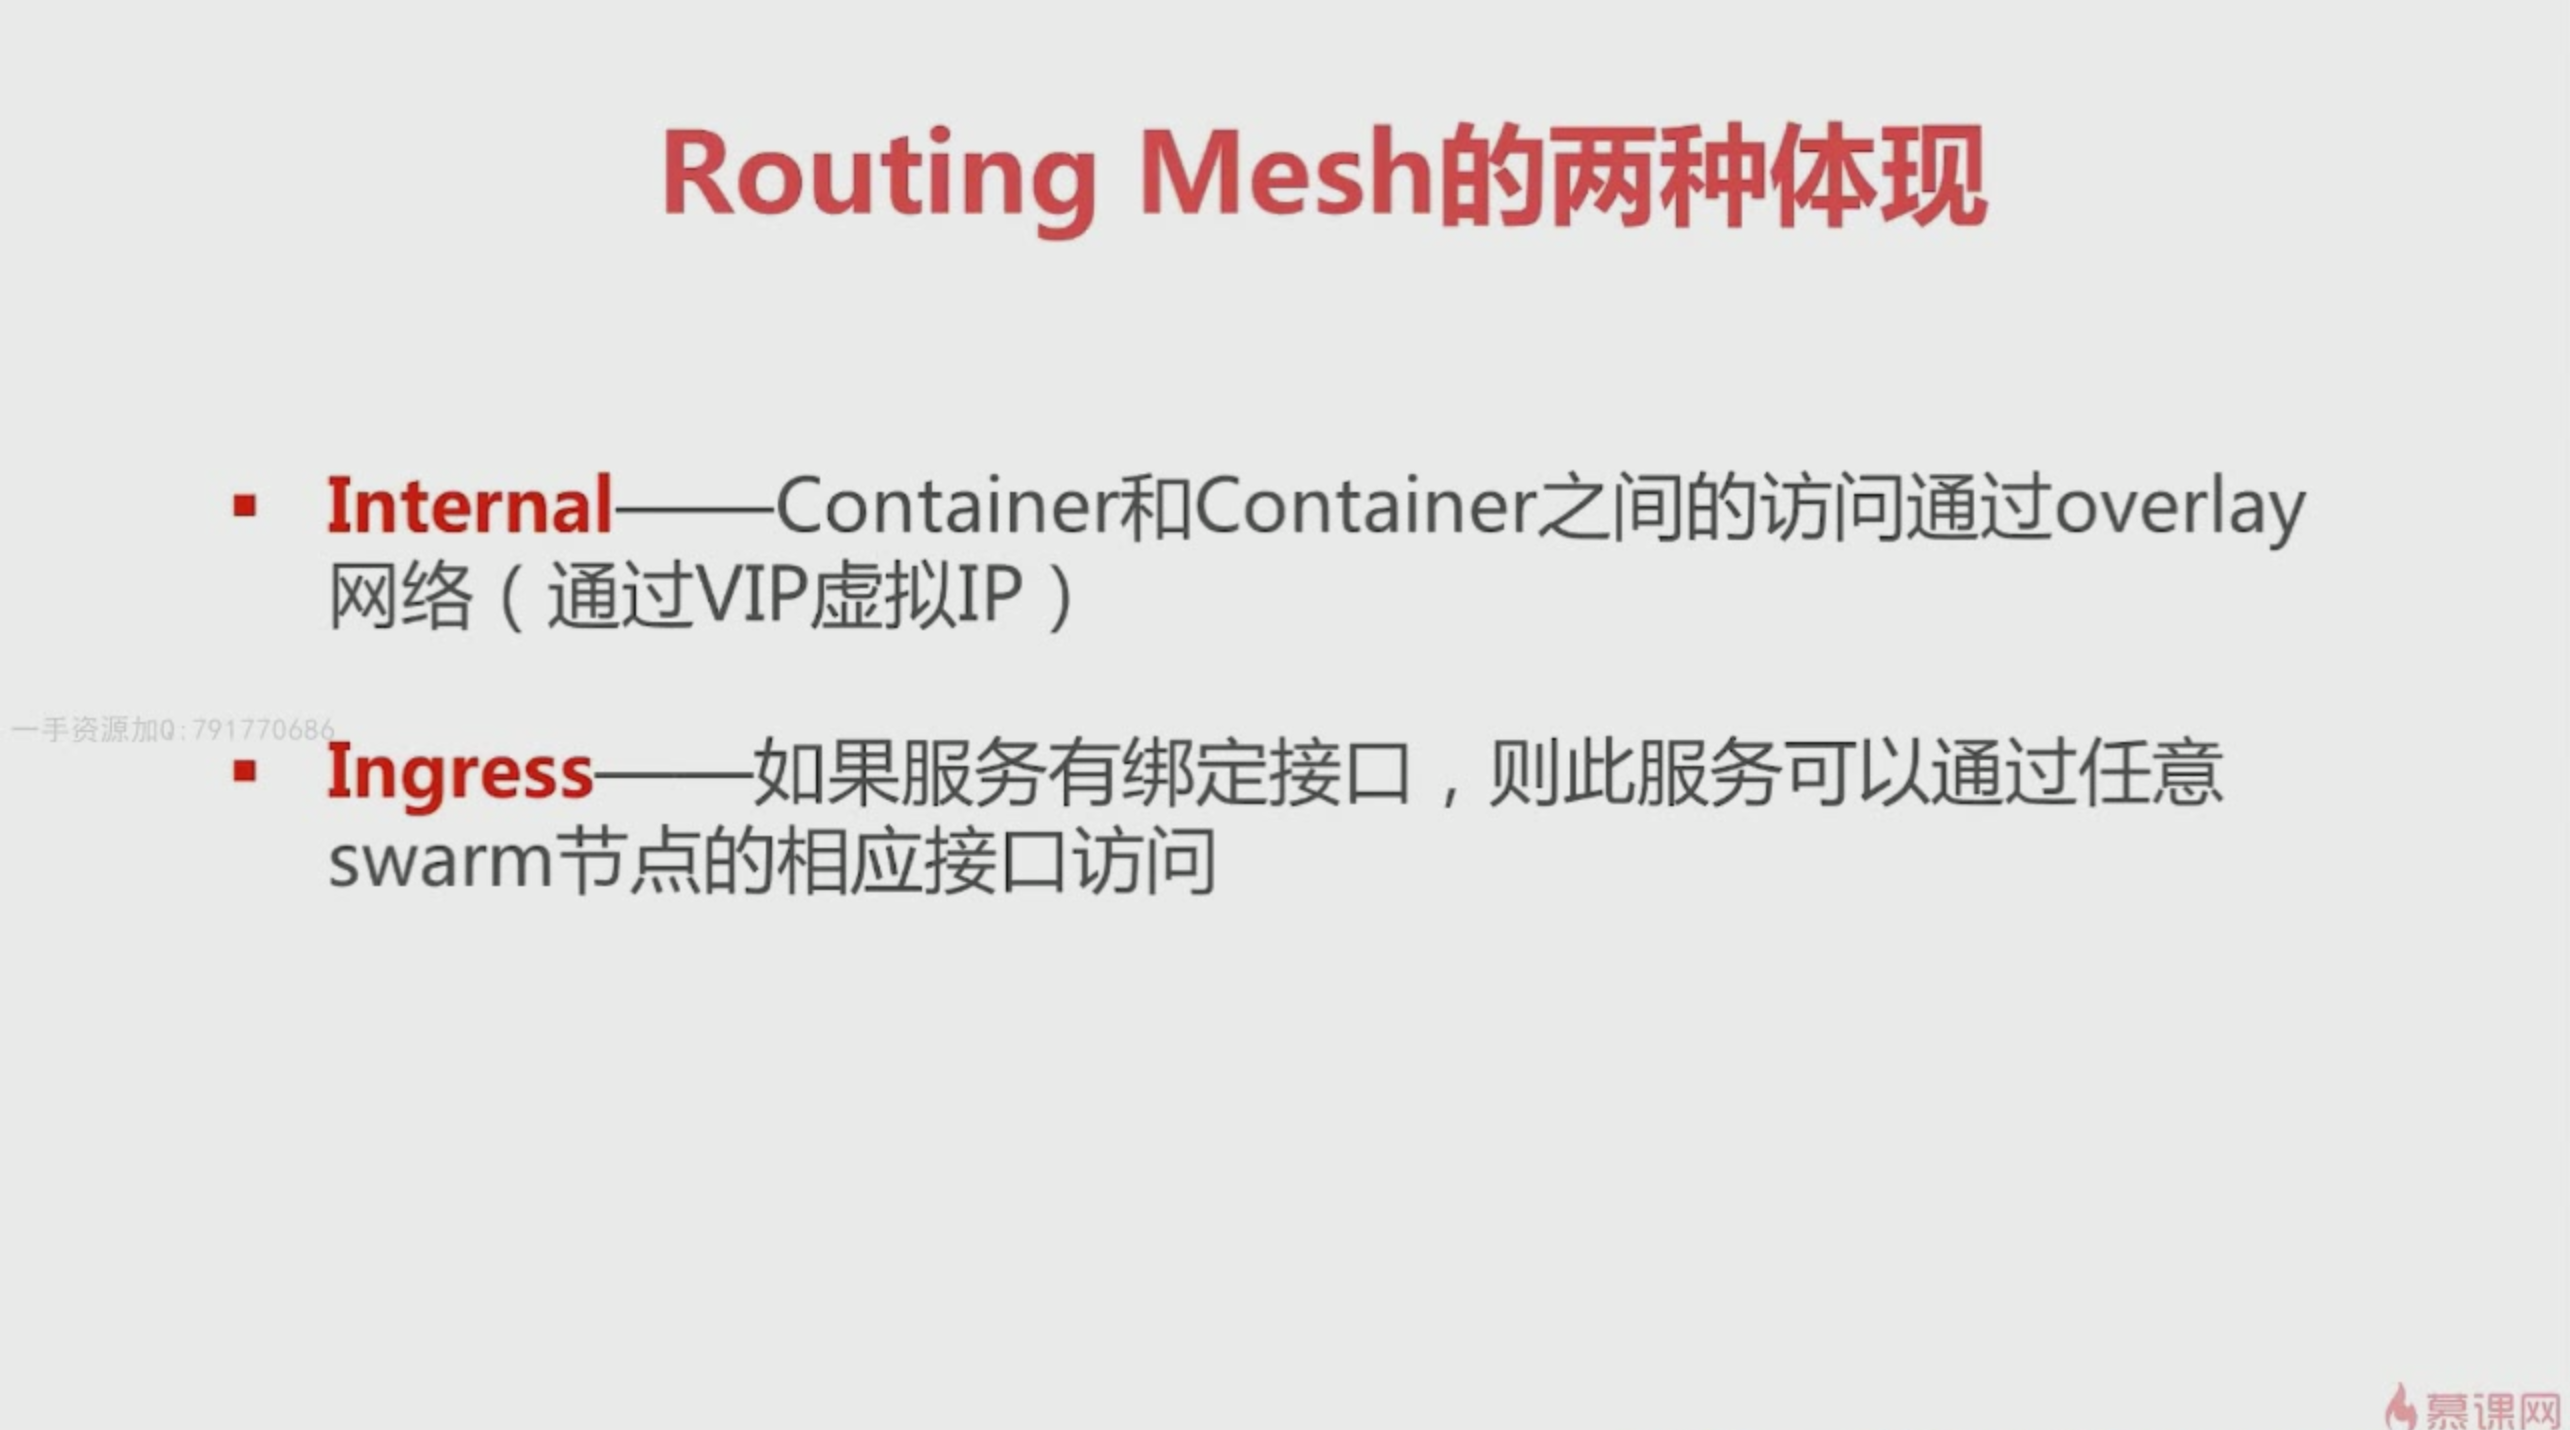 Routing Mesh的两种体现
▪ Internal——Container和Container之间的访问通过overlay
网络（通过VIP虚拟IP）
一手资源加Q:791770686
▪ Ingress——如果服务有绑定接口，则此服务可以通过任意
swarm节点的相应接口访问
慕课网